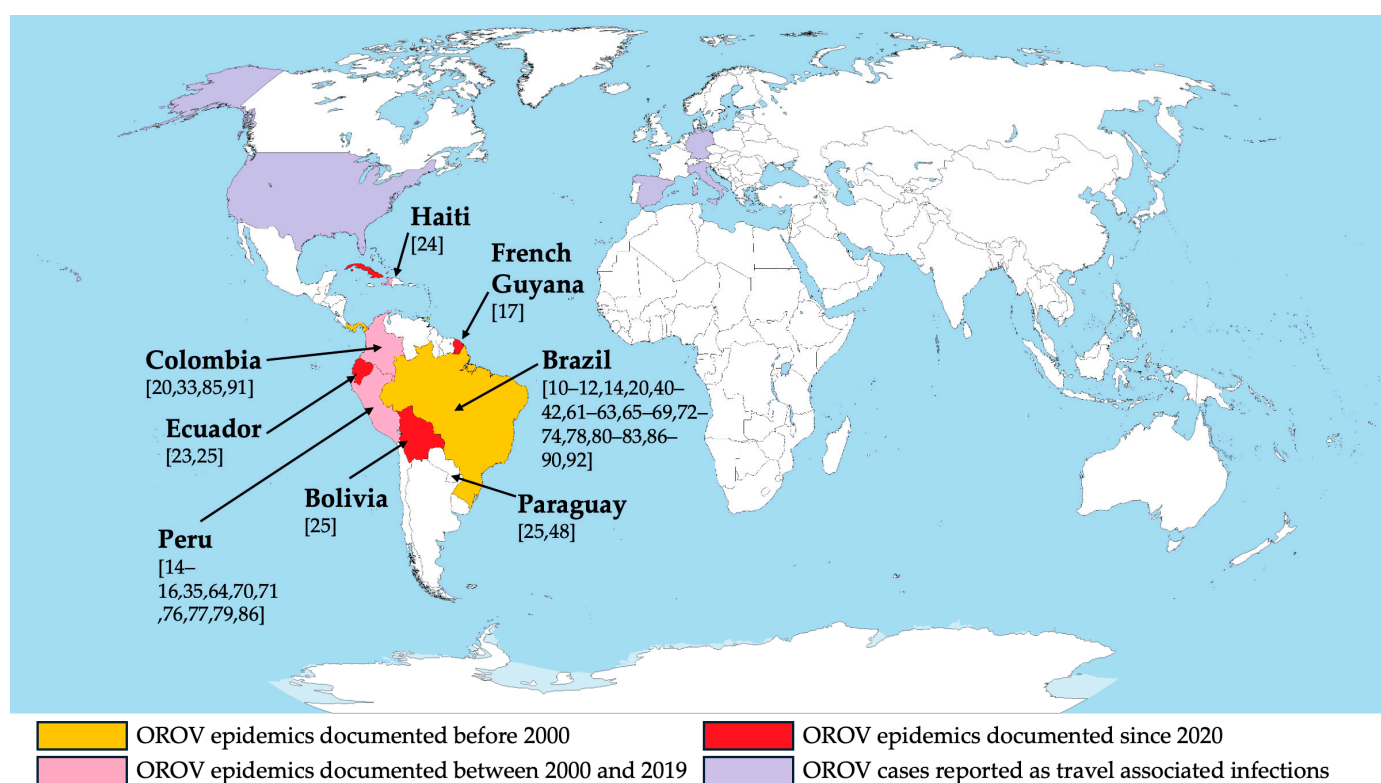 Haiti
[24]
French
Guyana
[17]
Colombia
[20,33,85,91]
Brazil
[10–12,14,20,40–
42,61–63,65–69,72–
74,78,80–83,86–
90,92]
Ecuador
[23,25]
Bolivia
[25]
Paraguay
[25,48]
Peru
[14–
16,35,64,70,71
,76,77,79,86]
OROV epidemics documented before 2000
OROV epidemics documented since 2020
OROV epidemics documented between 2000 and 2019
OROV cases reported as travel associated infections